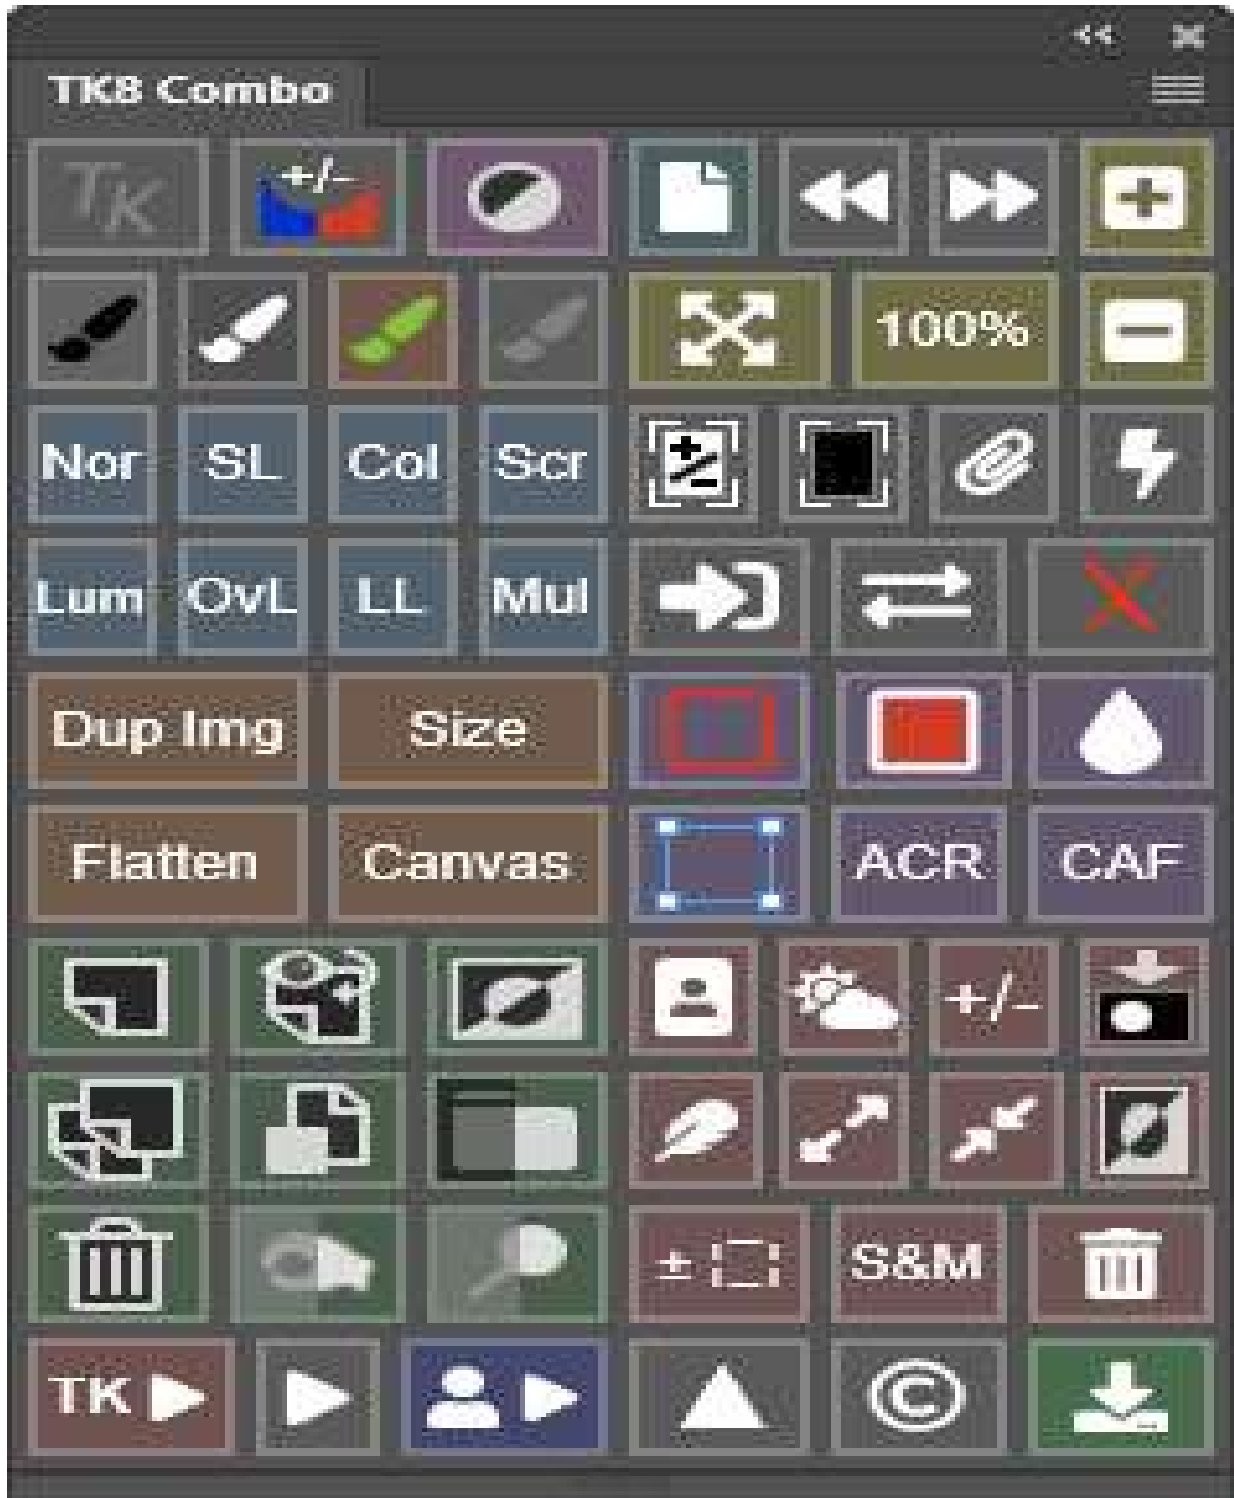 TK8 Combo
TK +/-
100%
Nor SL Col Scr
Lum OvL LL Mul
Dup Img Size
Flatten Canvas ACR CAF
+/-
± S&M
TK ©